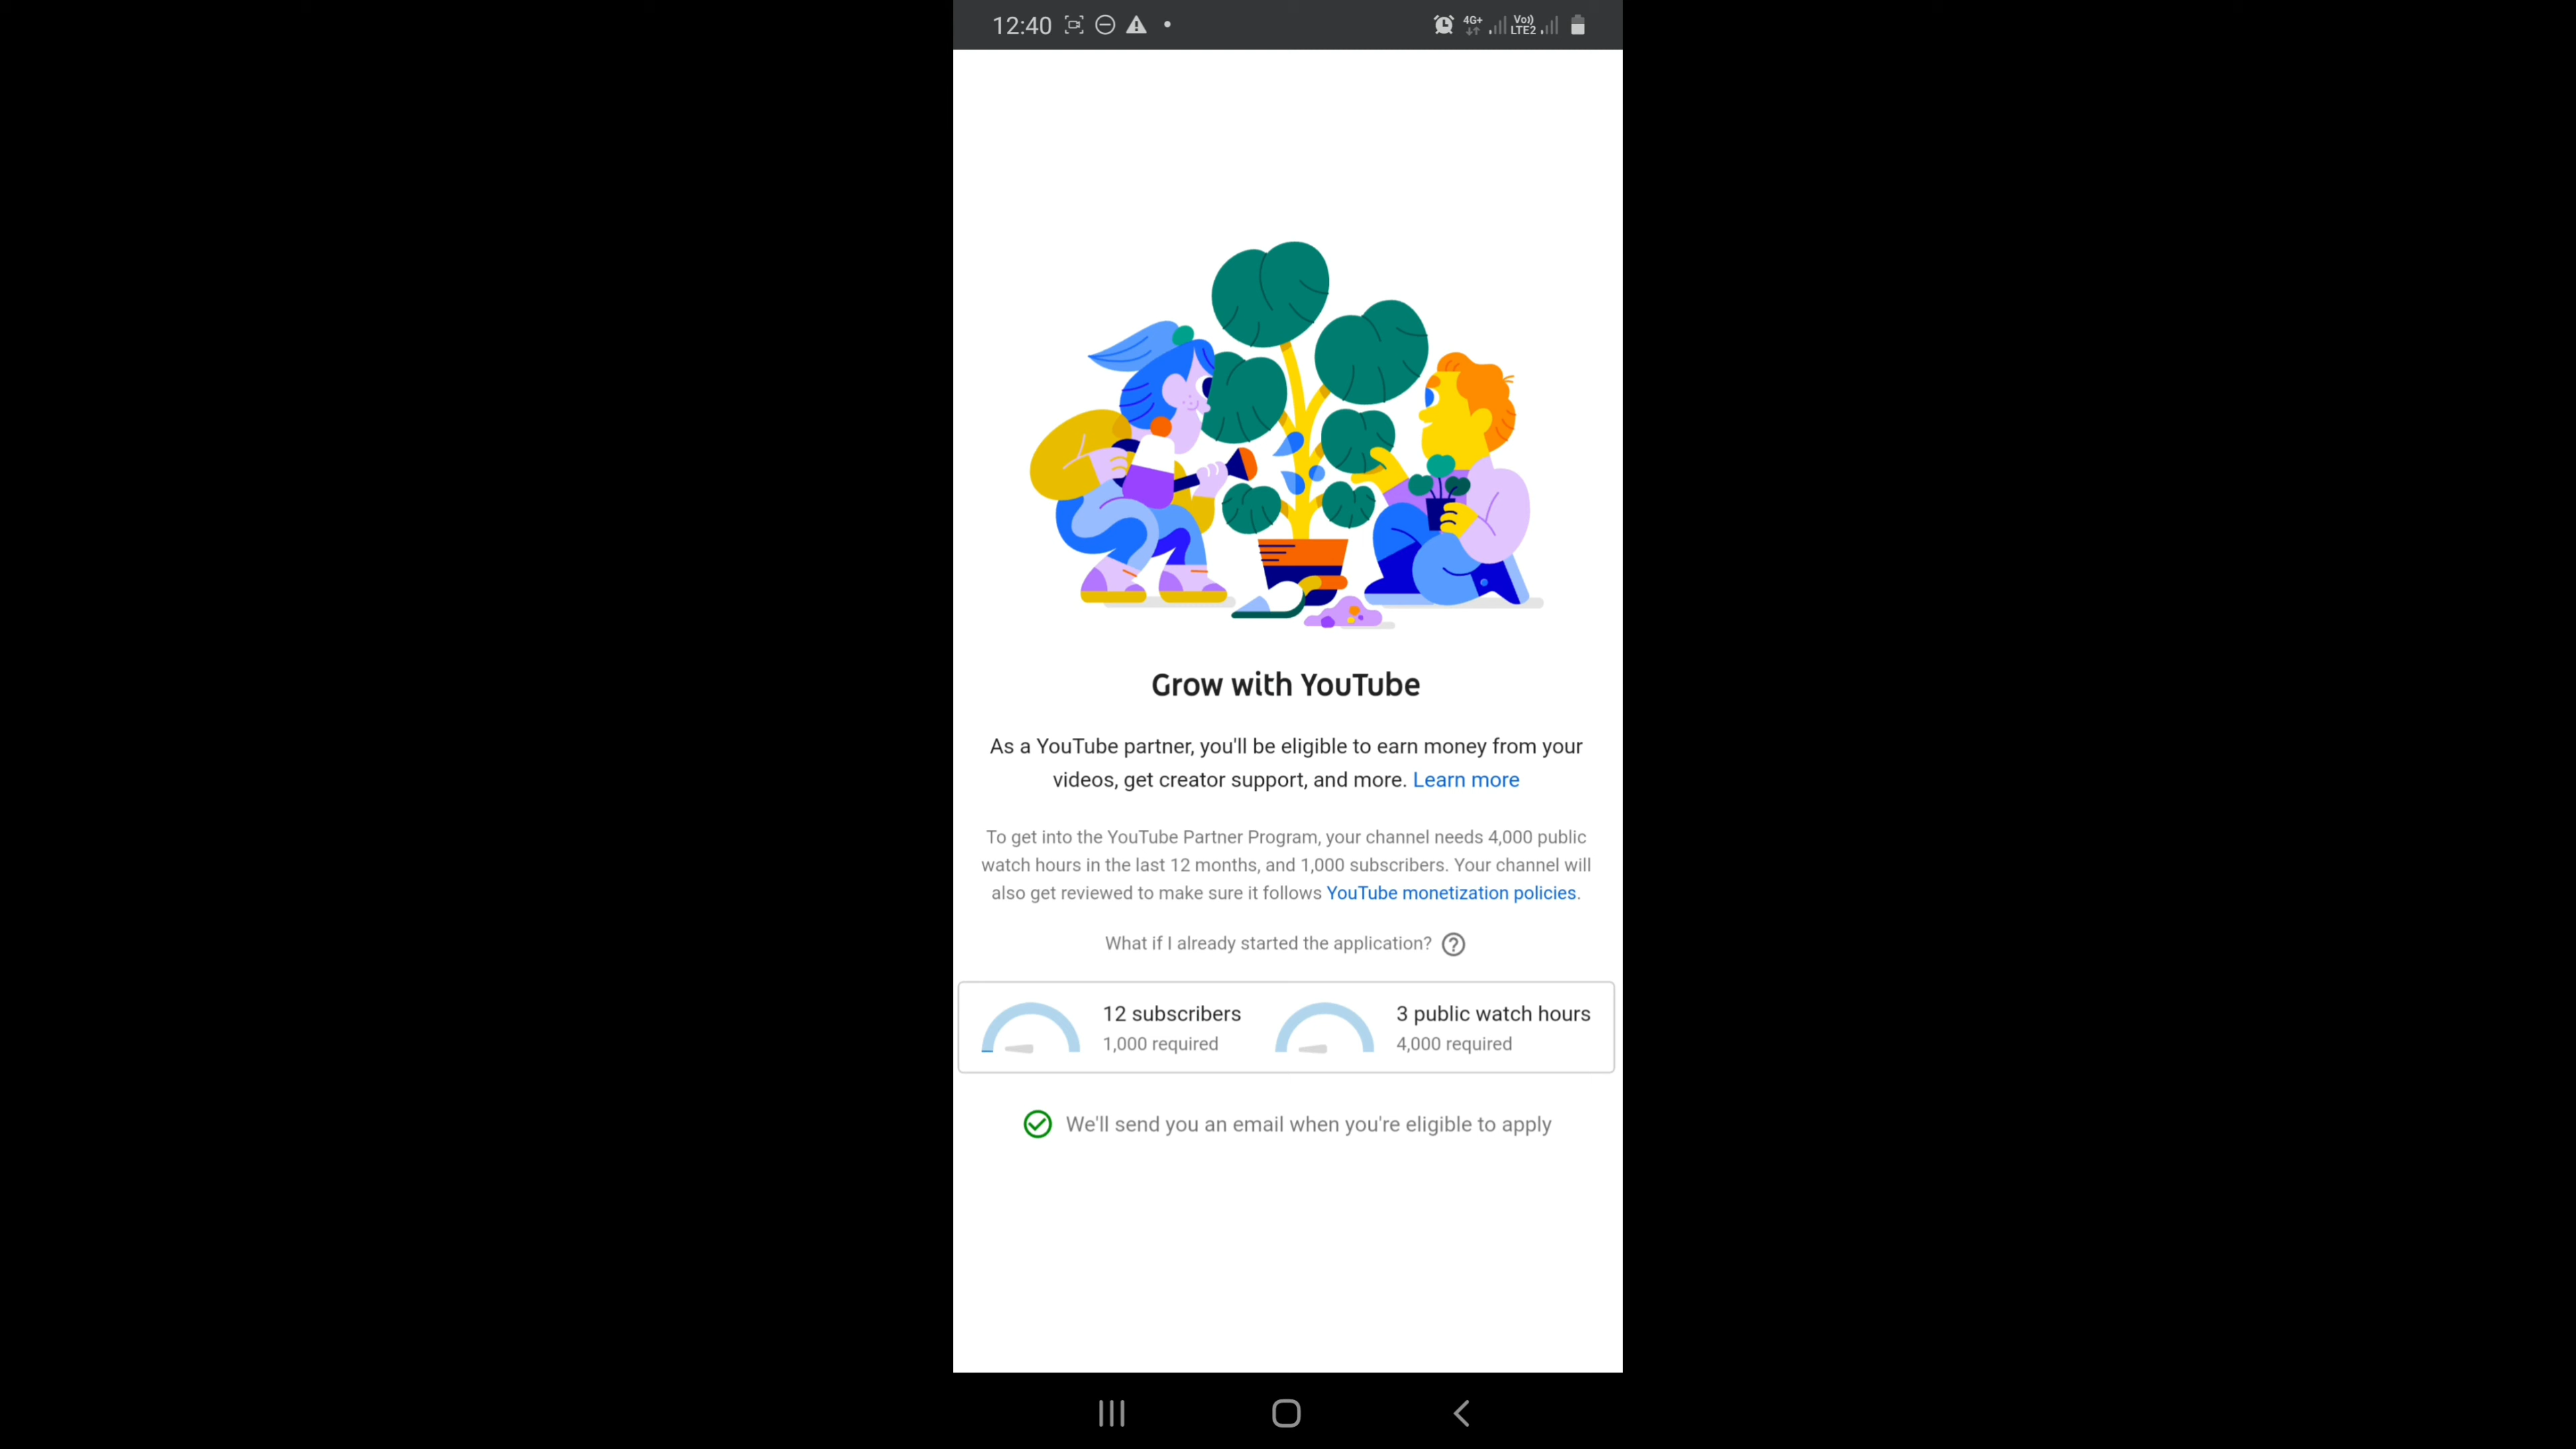 12:40
4G+ Vo)) LTE2
Grow with YouTube
As a YouTube partner, you'll be eligible to earn money from your
videos, get creator support, and more. Learn more
To get into the YouTube Partner Program, your channel needs 4,000 public
watch hours in the last 12 months, and 1,000 subscribers. Your channel will
also get reviewed to make sure it follows YouTube monetization policies.
What if I already started the application? ?
12 subscribers
1,000 required
3 public watch hours
4,000 required
We'll send you an email when you're eligible to apply